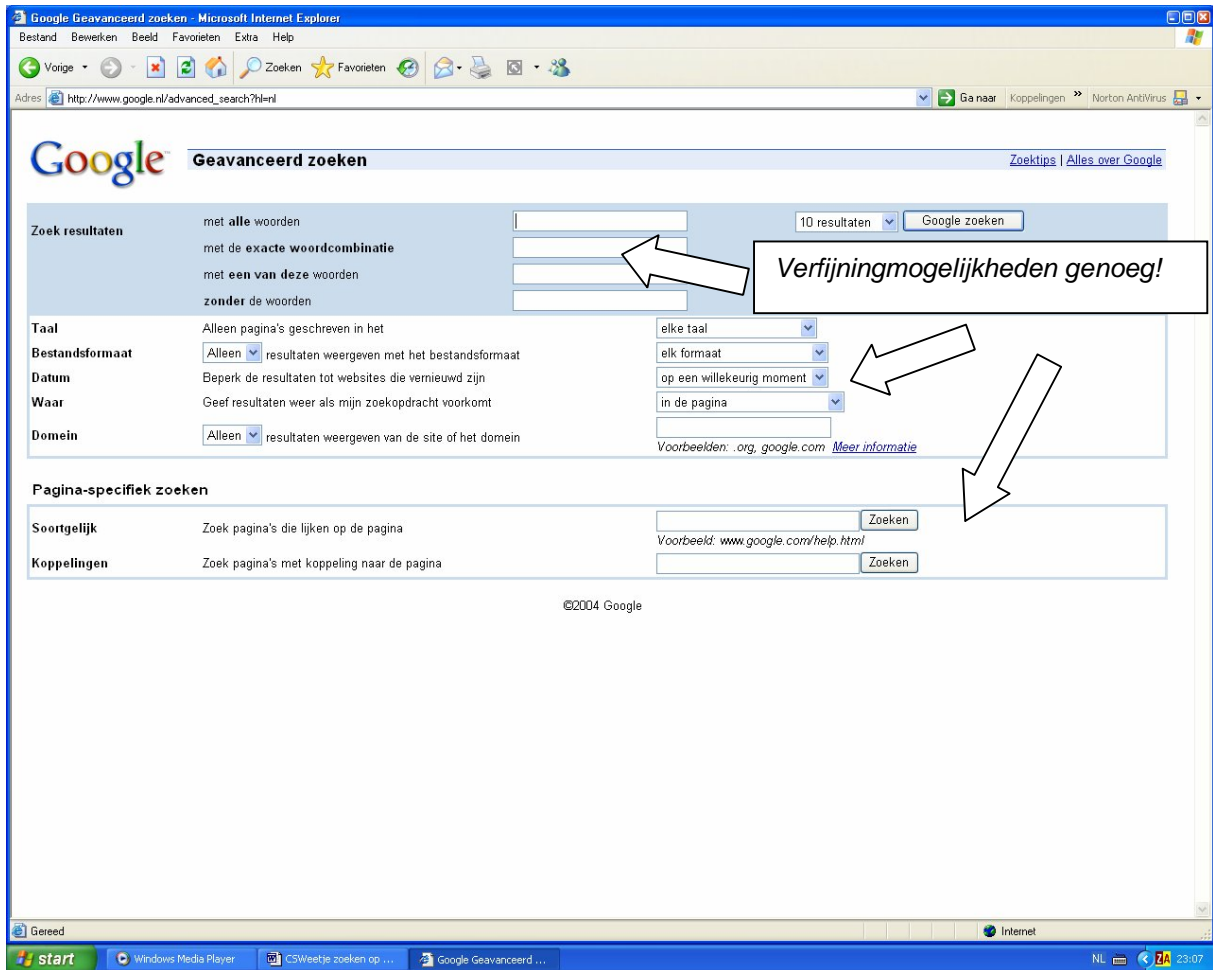 Google Geavanceerd zoeken - Microsoft Internet Explorer
Bestand Bewerken Beeld Favorieten Extra Help
Vorige Zoeken Favorieten
Adres http://www.google.nl/advanced_search?hl=nl Ga naar Koppelingen » Norton AntiVirus
Google Geavanceerd zoeken Zoektips | Alles over Google
Zoek resultaten met alle woorden 10 resultaten Google zoeken
met de exacte woordcombinatie
Verfijningmogelijkheden genoeg!
met een van deze woorden
zonder de woorden
Taal Alleen pagina's geschreven in het elke taal
Bestandsformaat Alleen resultaten weergeven met het bestandsformaat elk formaat
Datum Beperk de resultaten tot websites die vernieuwd zijn op een willekeurig moment
Waar Geef resultaten weer als mijn zoekopdracht voorkomt in de pagina
Domein Alleen resultaten weergeven van de site of het domein
Voorbeelden: .org, google.com Meer informatie
Pagina-specifiek zoeken
Soortgelijk Zoek pagina's die lijken op de pagina Zoeken
Voorbeeld: www.google.com/help.html
Koppelingen Zoek pagina's met koppeling naar de pagina Zoeken
©2004 Google
Gereed Internet
start Windows Media Player CSWeetje zoeken op ... Google Geavanceerd ... NL ZA 23:07